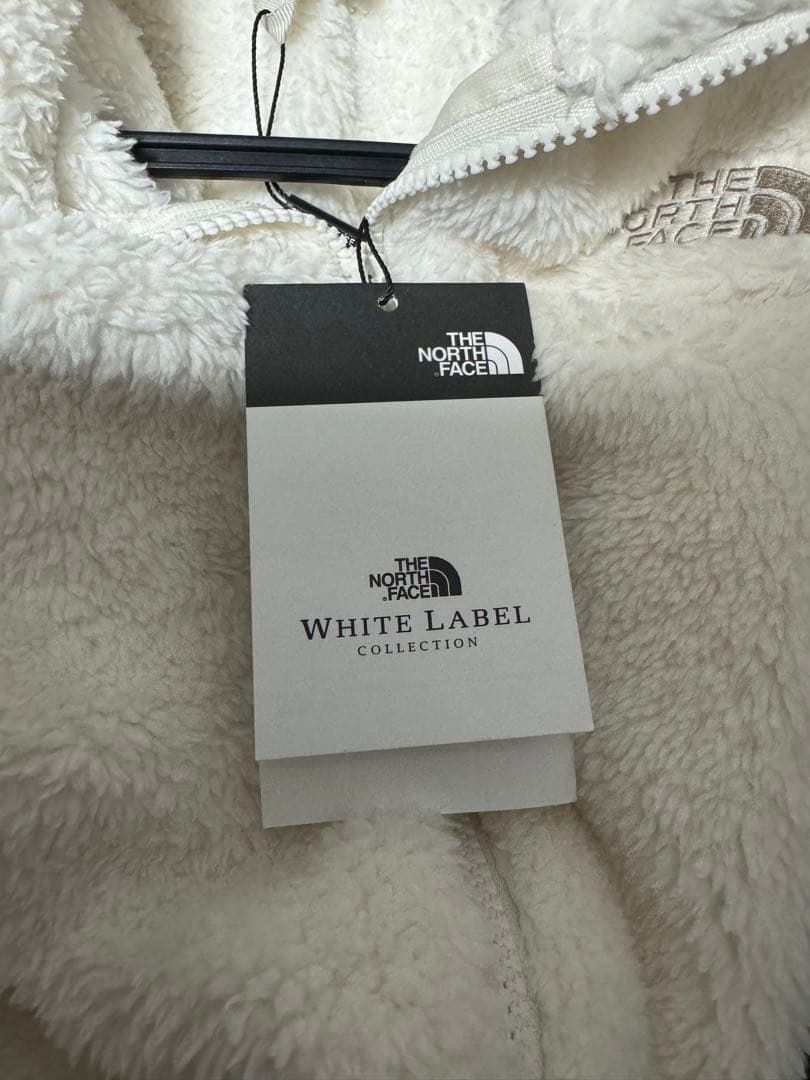 THE
NORTH
FACE
THE
NORTH
FACE
THE
NORTH
FACE
WHITE LABEL
COLLECTION